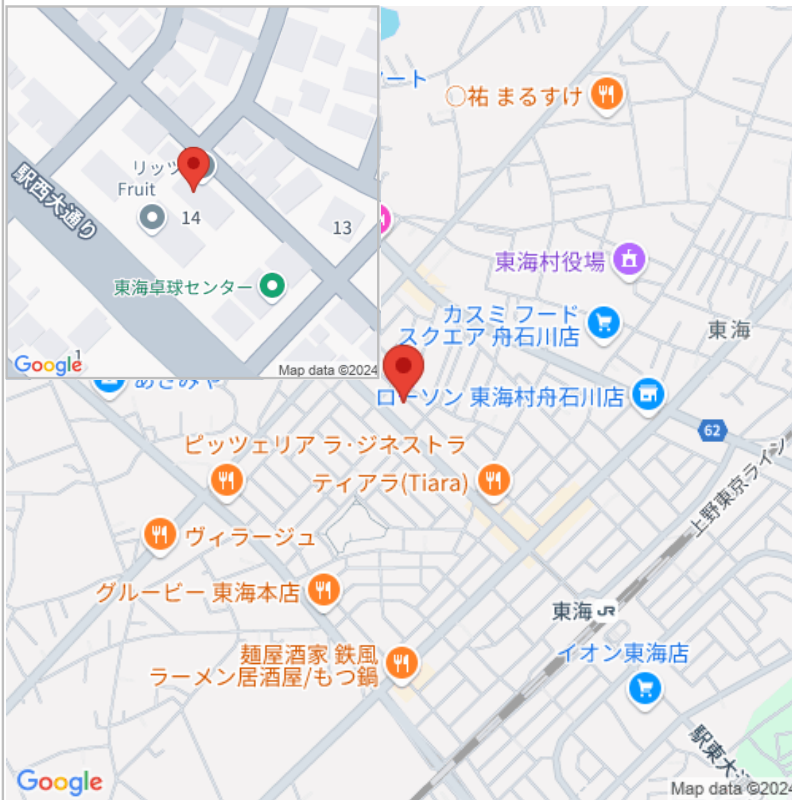 リッツ
Fruit
駅西大通り
14
13
東海卓球センター
1
Google
Map data ©2024
ート
〇祐 まるすけ
東海村役場
カスミ フード
スクエア 舟石川店
東海
ローソン 東海村舟石川店
62
ピッツェリア ラ・ジネストラ
ティアラ(Tiara)
上野東京ライン
ヴィラージュ
グルービー 東海本店
東海 JR
麺屋酒家 鉄風
ラーメン居酒屋/もつ鍋
イオン東海店
駅東大通
Google
Map data ©2024